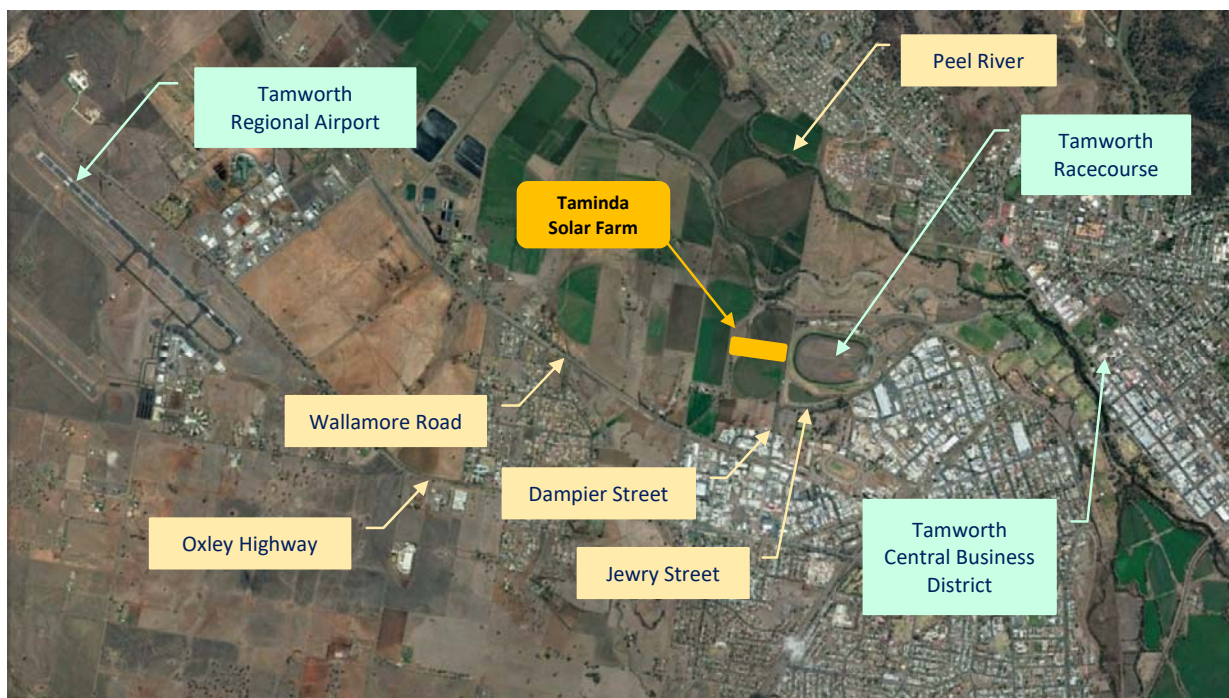 Peel River
Tamworth
Regional Airport
Tamworth
Racecourse
Taminda
Solar Farm
Wallamore Road
Dampier Street
Oxley Highway
Jewry Street
Tamworth
Central Business
District